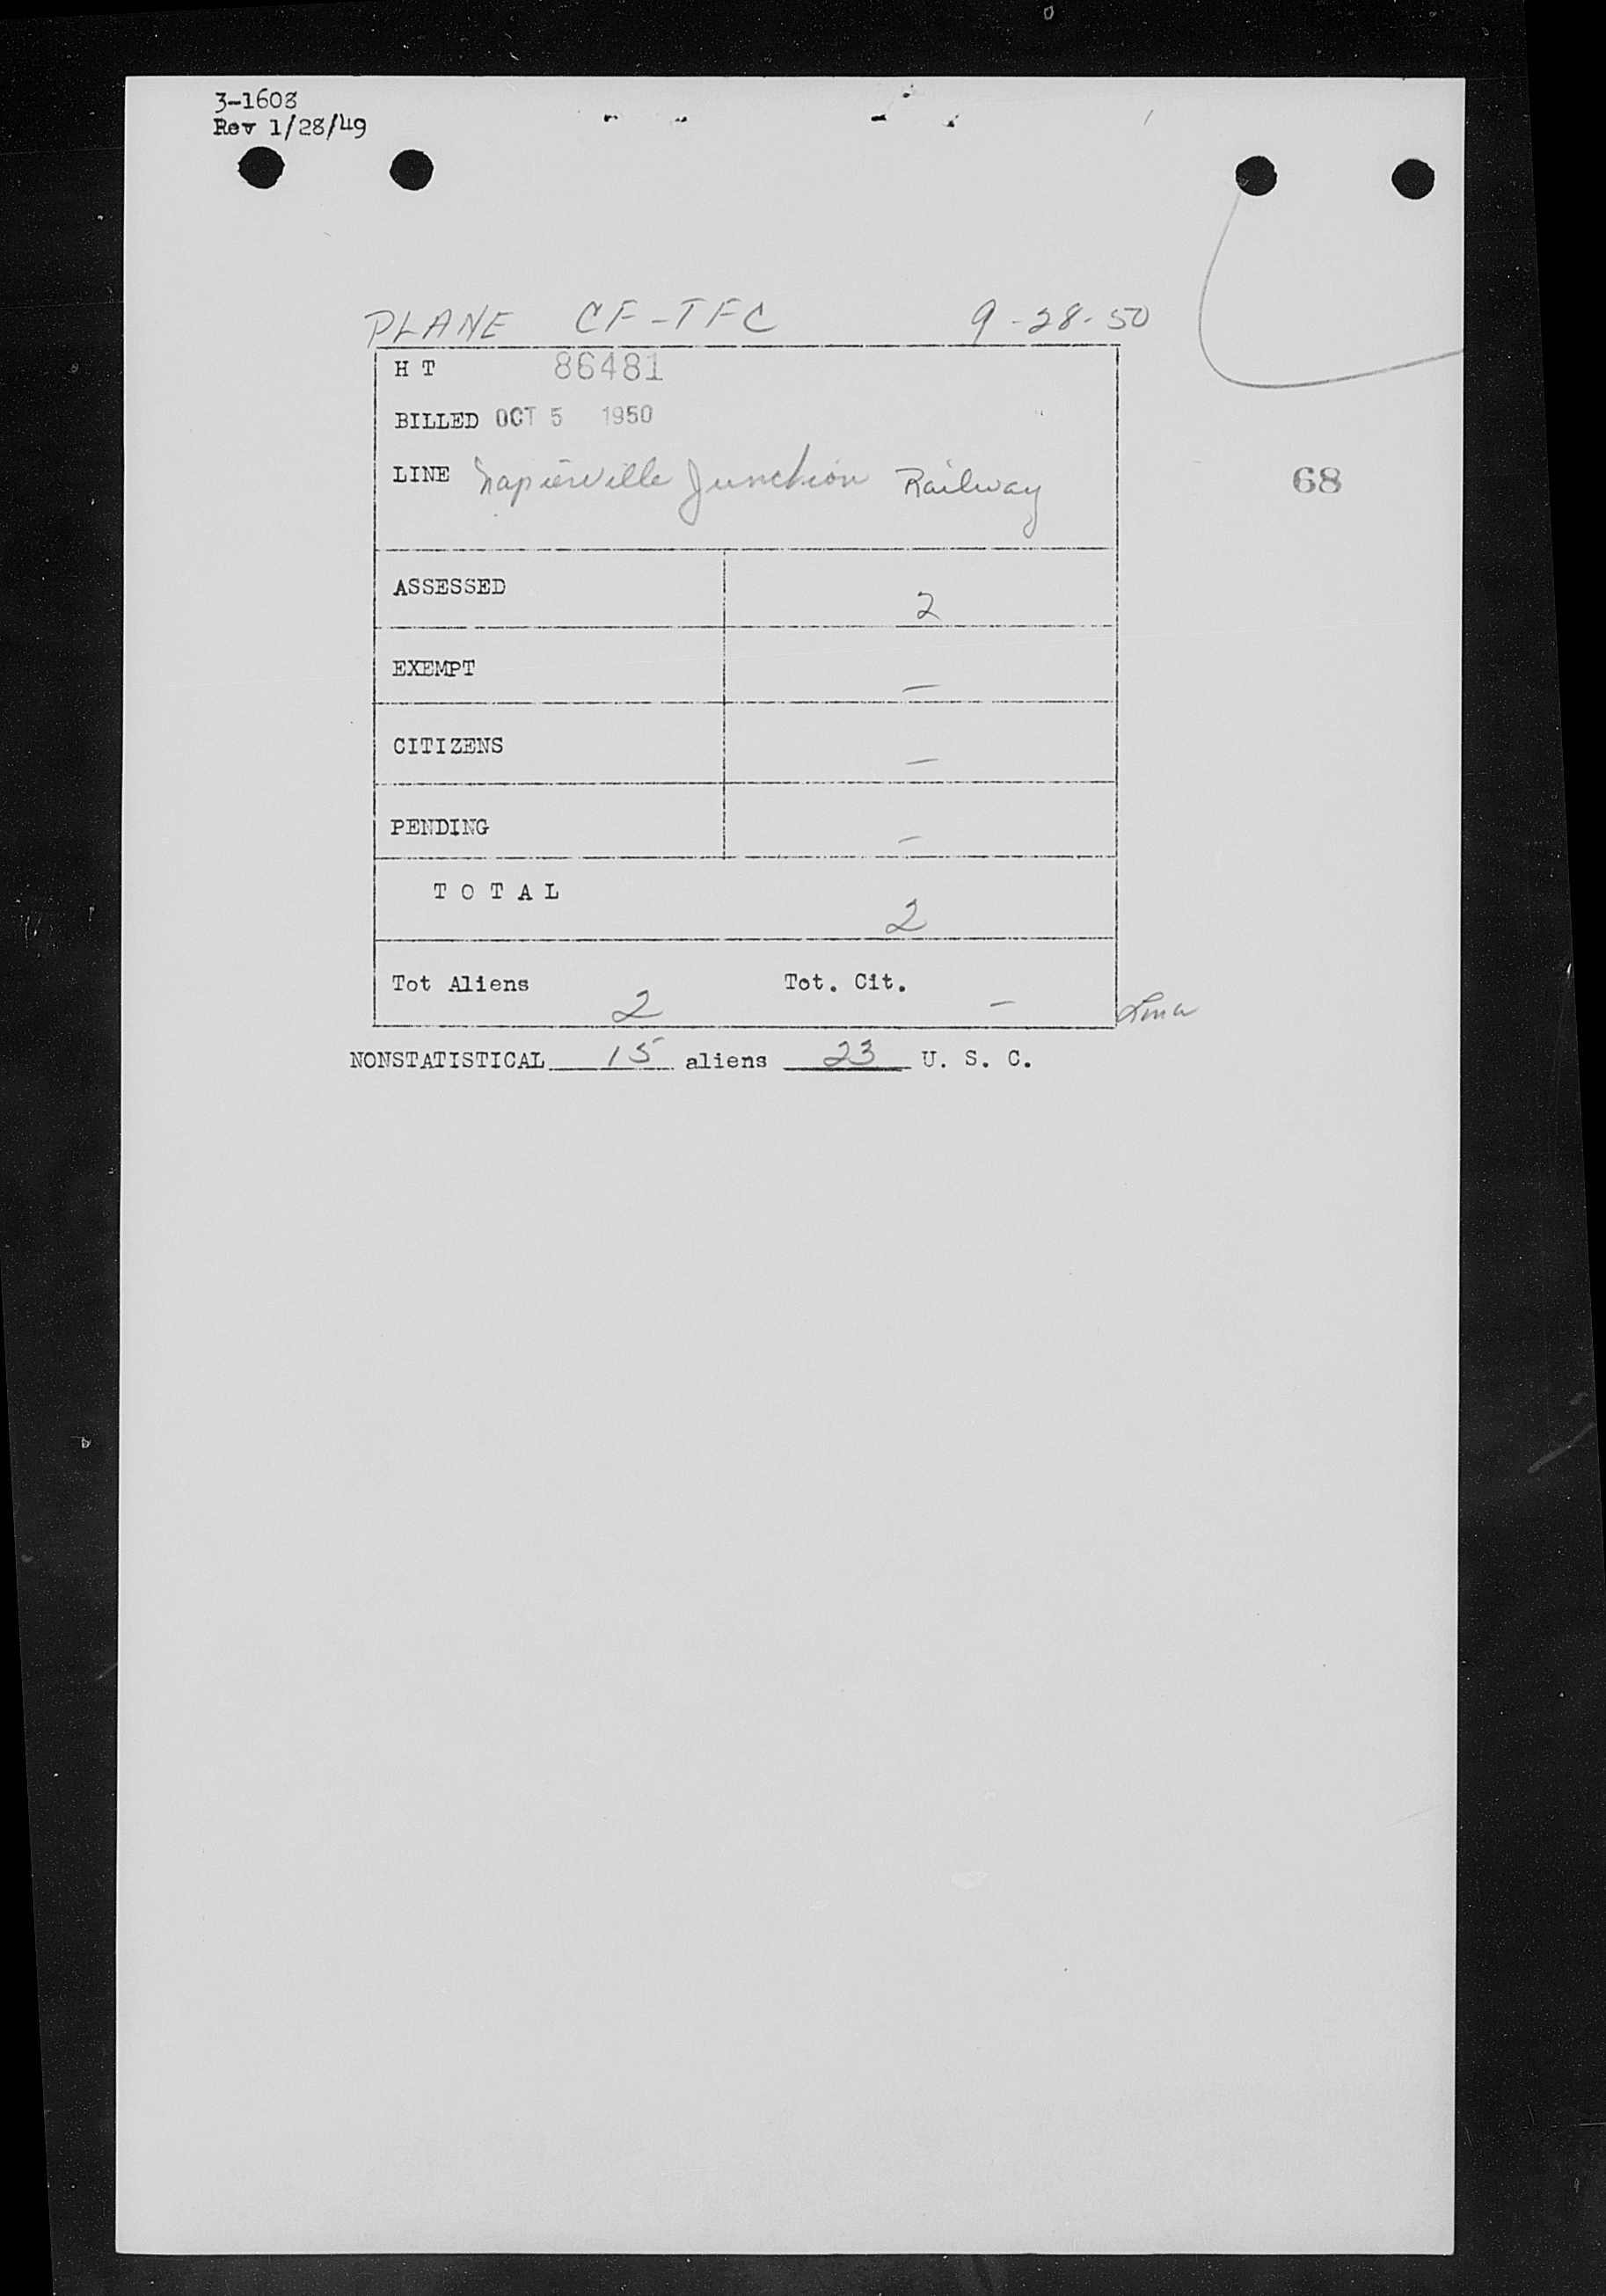 3-1603
Rev 1/28/49
PLANE CF-TFC 9-28-50
H T 86481
BILLED OCT 5 1950
LINE Napierville Junction Railway
68
ASSESSED 2
EXEMPT —
CITIZENS —
PENDING —
T O T A L 2
Tot Aliens 2 Tot. Cit. —
NONSTATISTICAL 15 aliens 23 U. S. C.